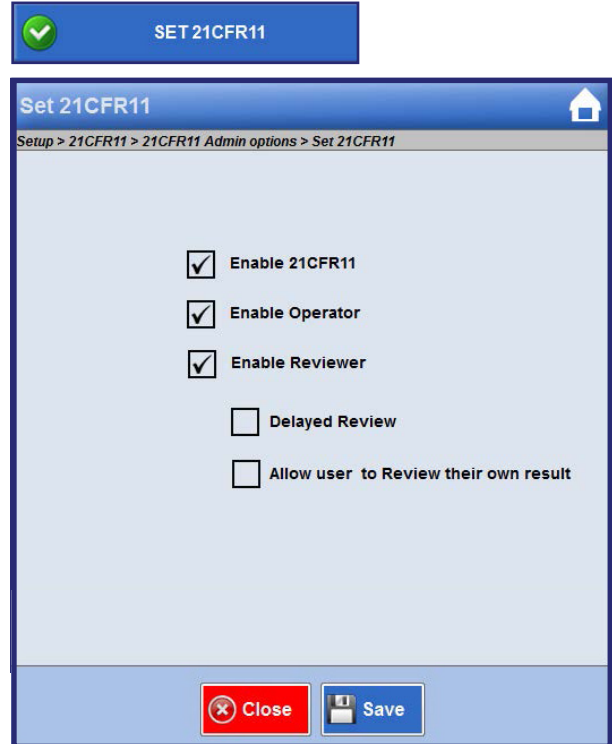 SET 21CFR11
Set 21CFR11
Setup > 21CFR11 > 21CFR11 Admin options > Set 21CFR11
Enable 21CFR11
Enable Operator
Enable Reviewer
Delayed Review
Allow user to Review their own result
Close Save